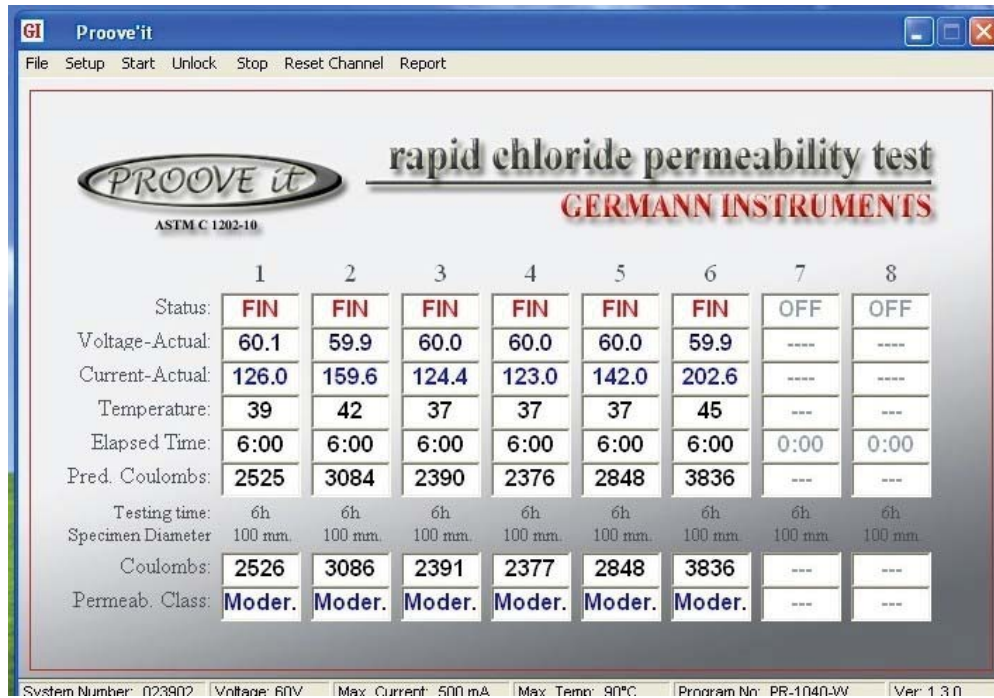 GI Proove'it
File Setup Start Unlock Stop Reset Channel Report
PROOVE it
ASTM C 1202-10
rapid chloride permeability test
GERMANN INSTRUMENTS
1 2 3 4 5 6 7 8
Status: FIN FIN FIN FIN FIN FIN OFF OFF
Voltage-Actual: 60.1 59.9 60.0 60.0 60.0 59.9 ---- ----
Current-Actual: 126.0 159.6 124.4 123.0 142.0 202.6 ---- ----
Temperature: 39 42 37 37 37 45 --- ---
Elapsed Time: 6:00 6:00 6:00 6:00 6:00 6:00 0:00 0:00
Pred. Coulombs: 2525 3084 2390 2376 2848 3836 --- ---
Testing time: 6h 6h 6h 6h 6h 6h 6h 6h
Specimen Diameter 100 mm. 100 mm. 100 mm. 100 mm. 100 mm. 100 mm. 100 mm. 100 mm.
Coulombs: 2526 3086 2391 2377 2848 3836 --- ---
Permeab. Class: Moder. Moder. Moder. Moder. Moder. Moder. --- ---
System Number: 023902 Voltage: 60V Max. Current: 500 mA Max. Temp: 90°C Program No: PR-1040-W Ver: 1.3.0